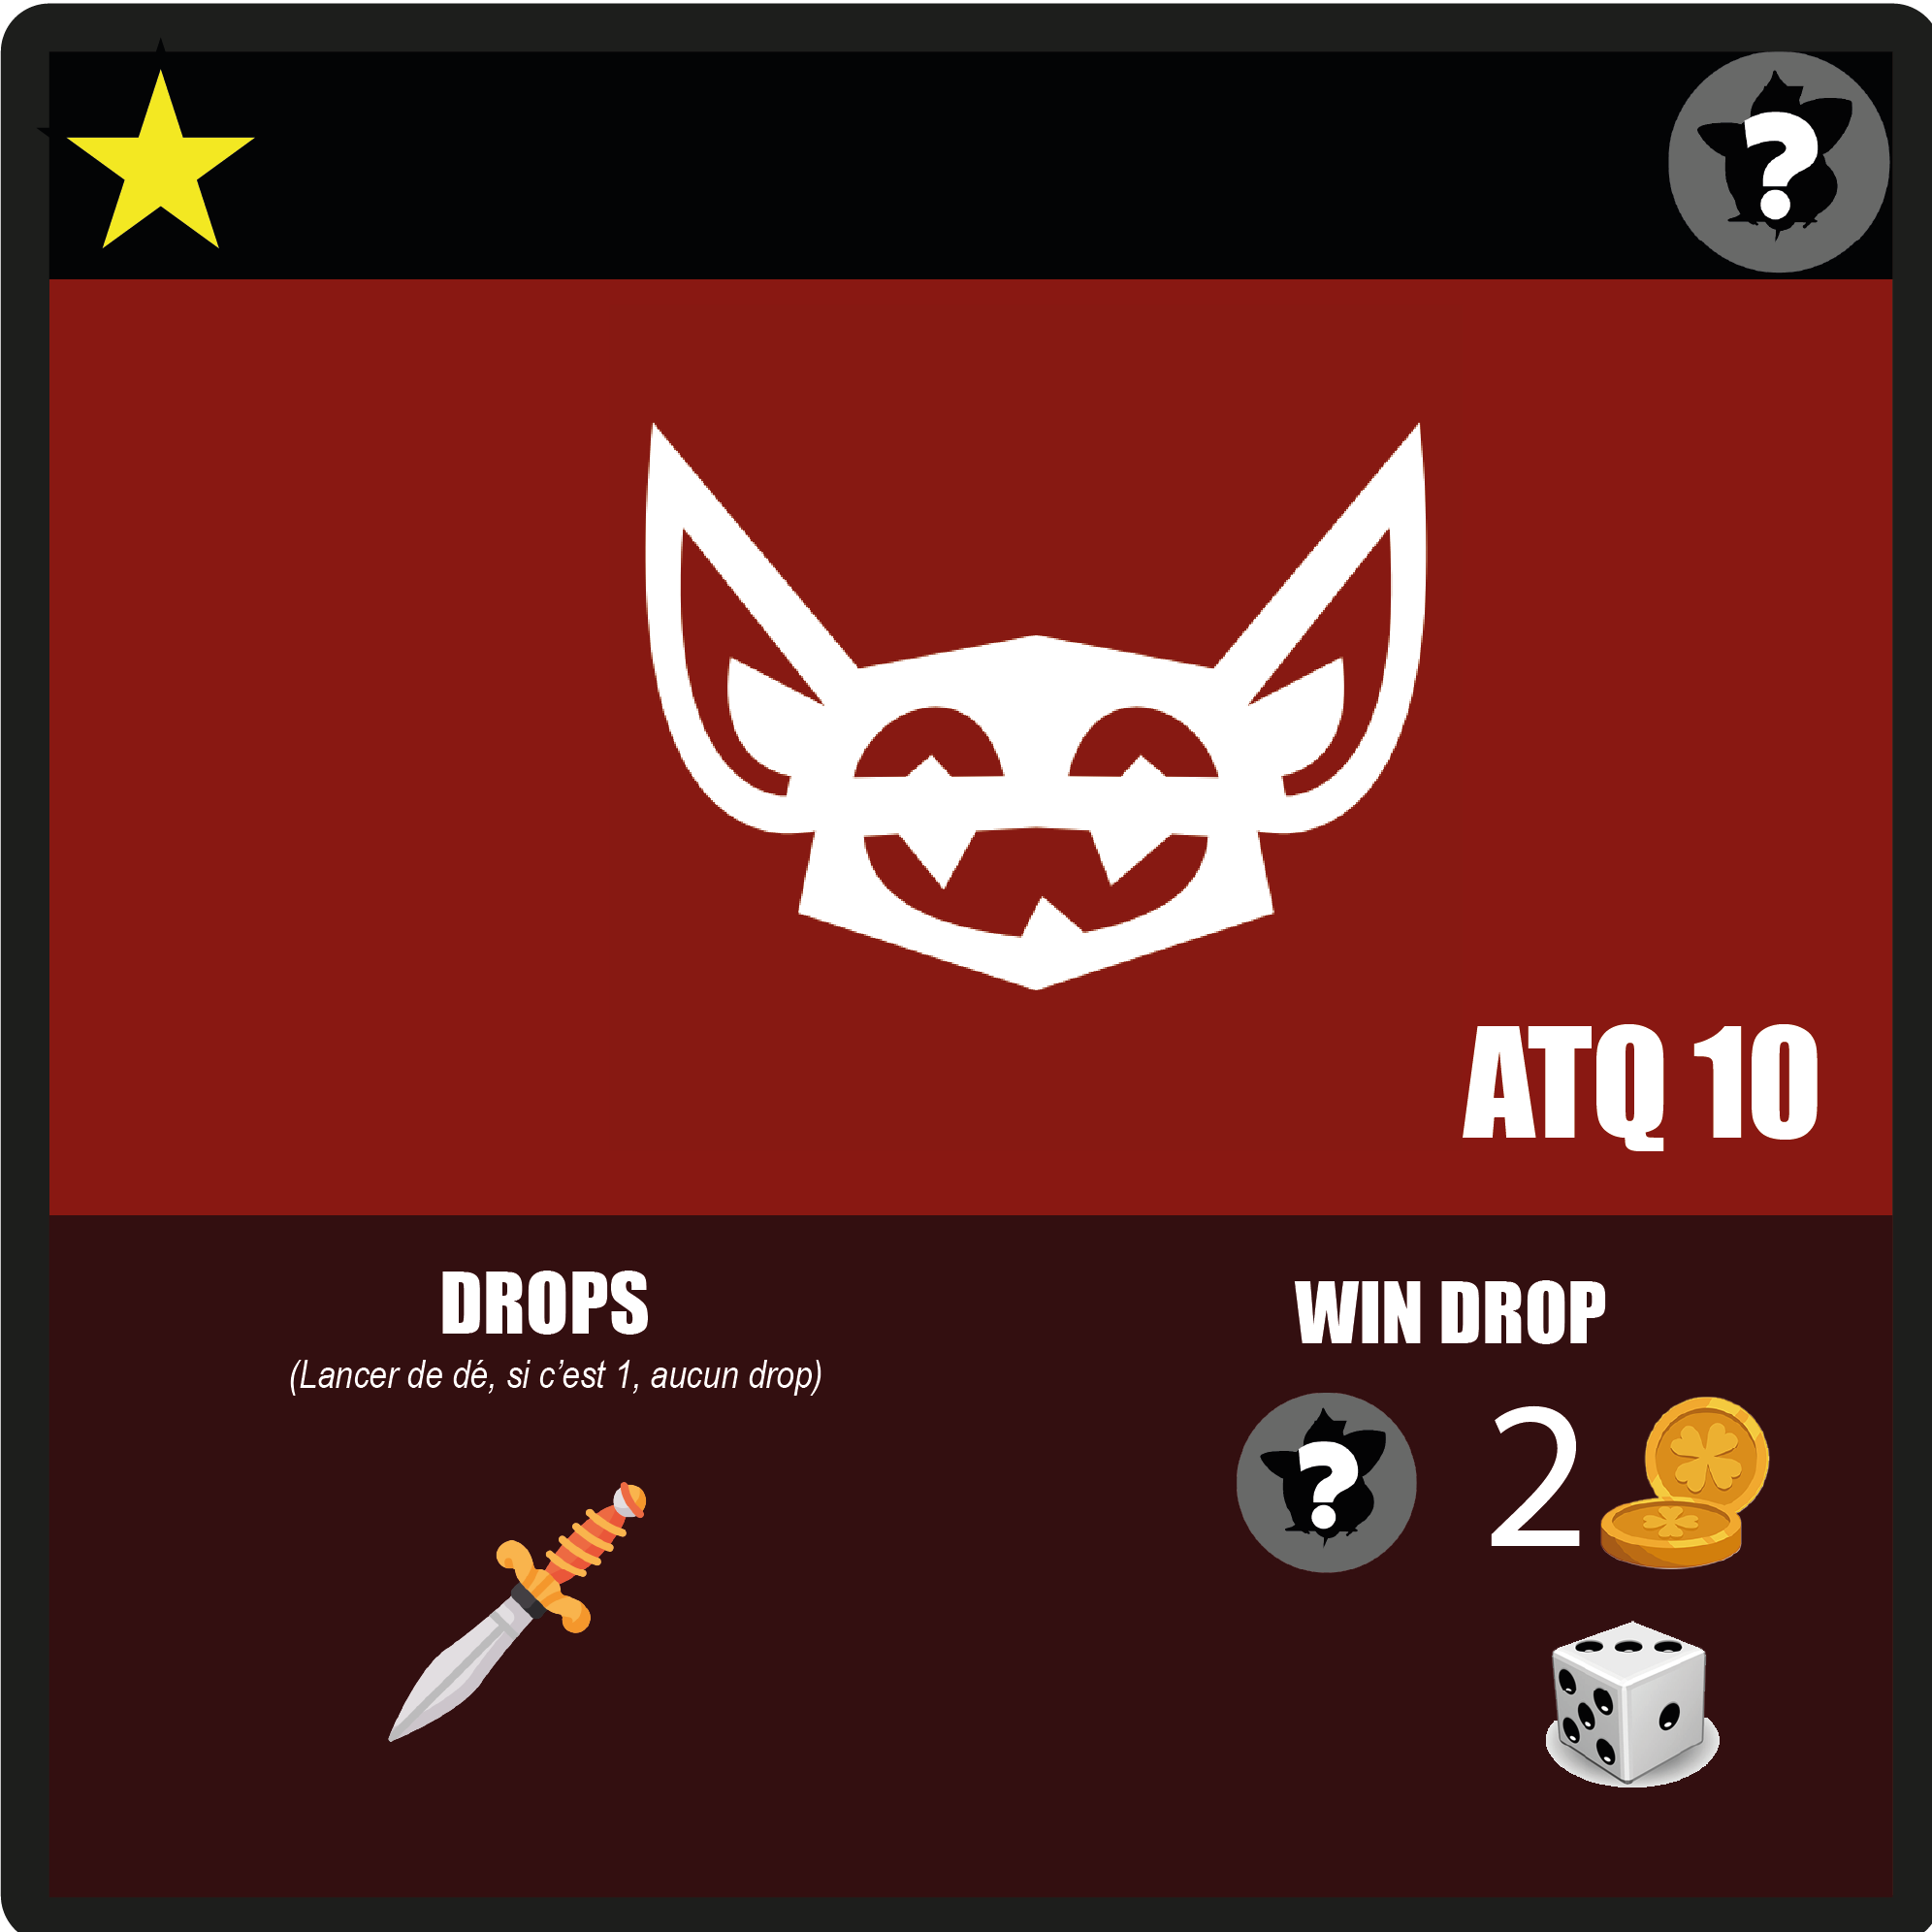 ?
ATQ 10
DROPS
(Lancer de dé, si c’est 1, aucun drop)
WIN DROP
?
2